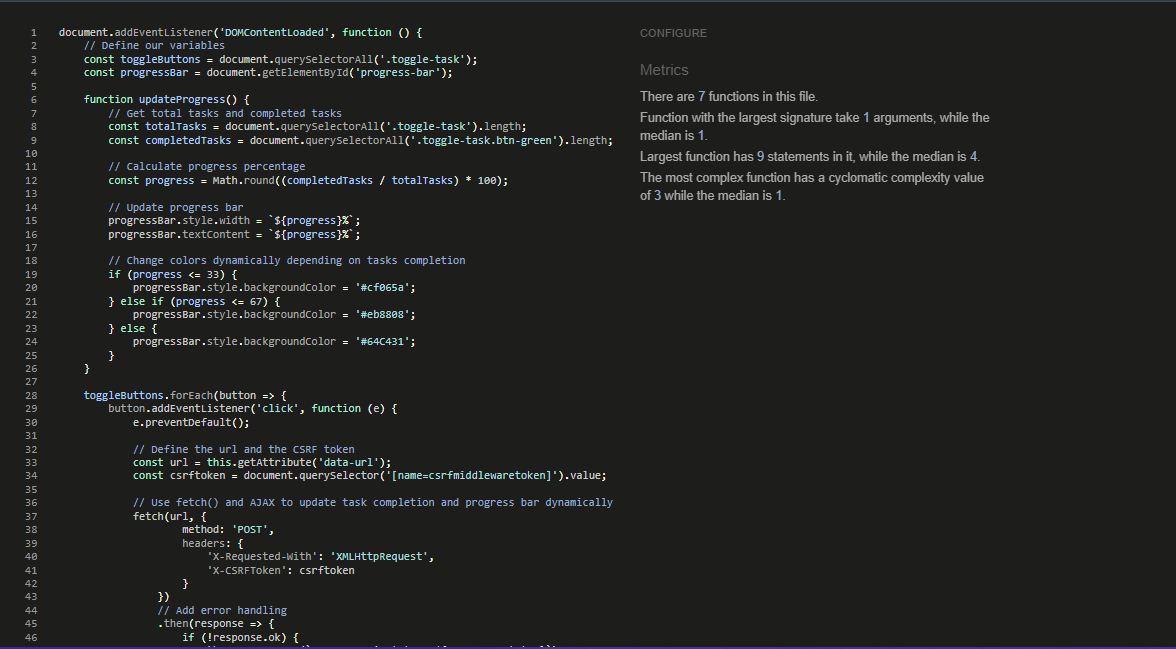 1 document.addEventListener('DOMContentLoaded', function () {
2 // Define our variables
3 const toggleButtons = document.querySelectorAll('.toggle-task');
4 const progressBar = document.getElementById('progress-bar');
5
6 function updateProgress() {
7 // Get total tasks and completed tasks
8 const totalTasks = document.querySelectorAll('.toggle-task').length;
9 const completedTasks = document.querySelectorAll('.toggle-task.btn-green').length;
10
11 // Calculate progress percentage
12 const progress = Math.round((completedTasks / totalTasks) * 100);
13
14 // Update progress bar
15 progressBar.style.width = `${progress}%`;
16 progressBar.textContent = `${progress}%`;
17
18 // Change colors dynamically depending on tasks completion
19 if (progress <= 33) {
20 progressBar.style.backgroundColor = '#cf065a';
21 } else if (progress <= 67) {
22 progressBar.style.backgroundColor = '#eb8808';
23 } else {
24 progressBar.style.backgroundColor = '#64C431';
25 }
26 }
27
28 toggleButtons.forEach(button => {
29 button.addEventListener('click', function (e) {
30 e.preventDefault();
31
32 // Define the url and the CSRF token
33 const url = this.getAttribute('data-url');
34 const csrftoken = document.querySelector('[name=csrfmiddlewaretoken]').value;
35
36 // Use fetch() and AJAX to update task completion and progress bar dynamically
37 fetch(url, {
38 method: 'POST',
39 headers: {
40 'X-Requested-With': 'XMLHttpRequest',
41 'X-CSRFToken': csrftoken
42 }
43 })
44 // Add error handling
45 .then(response => {
46 if (!response.ok) {
CONFIGURE
Metrics
There are 7 functions in this file.
Function with the largest signature take 1 arguments, while the
median is 1.
Largest function has 9 statements in it, while the median is 4.
The most complex function has a cyclomatic complexity value
of 3 while the median is 1.